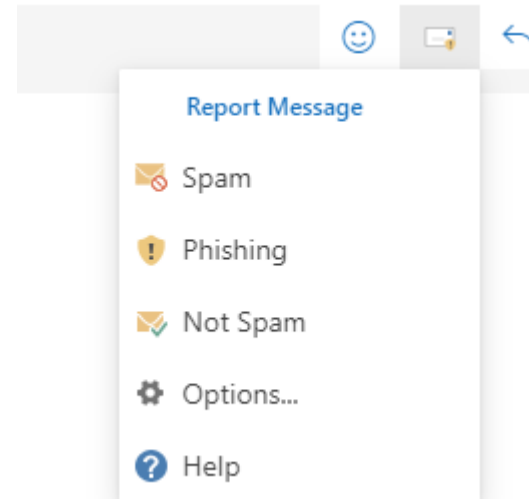 Report Message
Spam
Phishing
Not Spam
Options...
Help